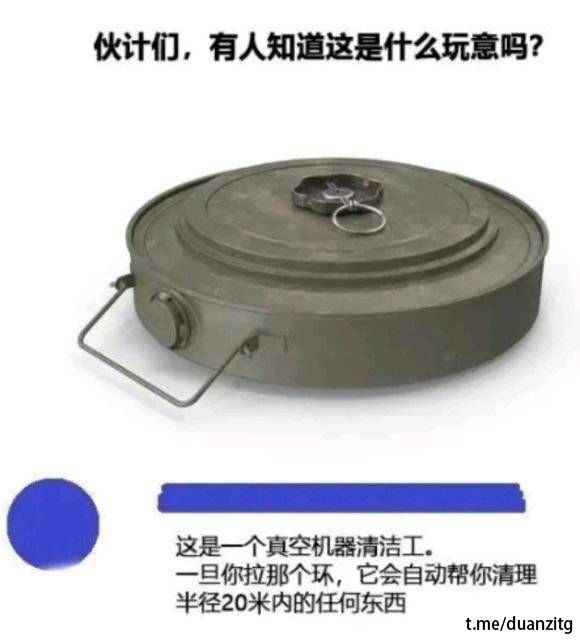 伙计们，有人知道这是什么玩意吗？
这是一个真空机器清洁工。
一旦你拉那个环，它会自动帮你清理
半径20米内的任何东西
t.me/duanzitg